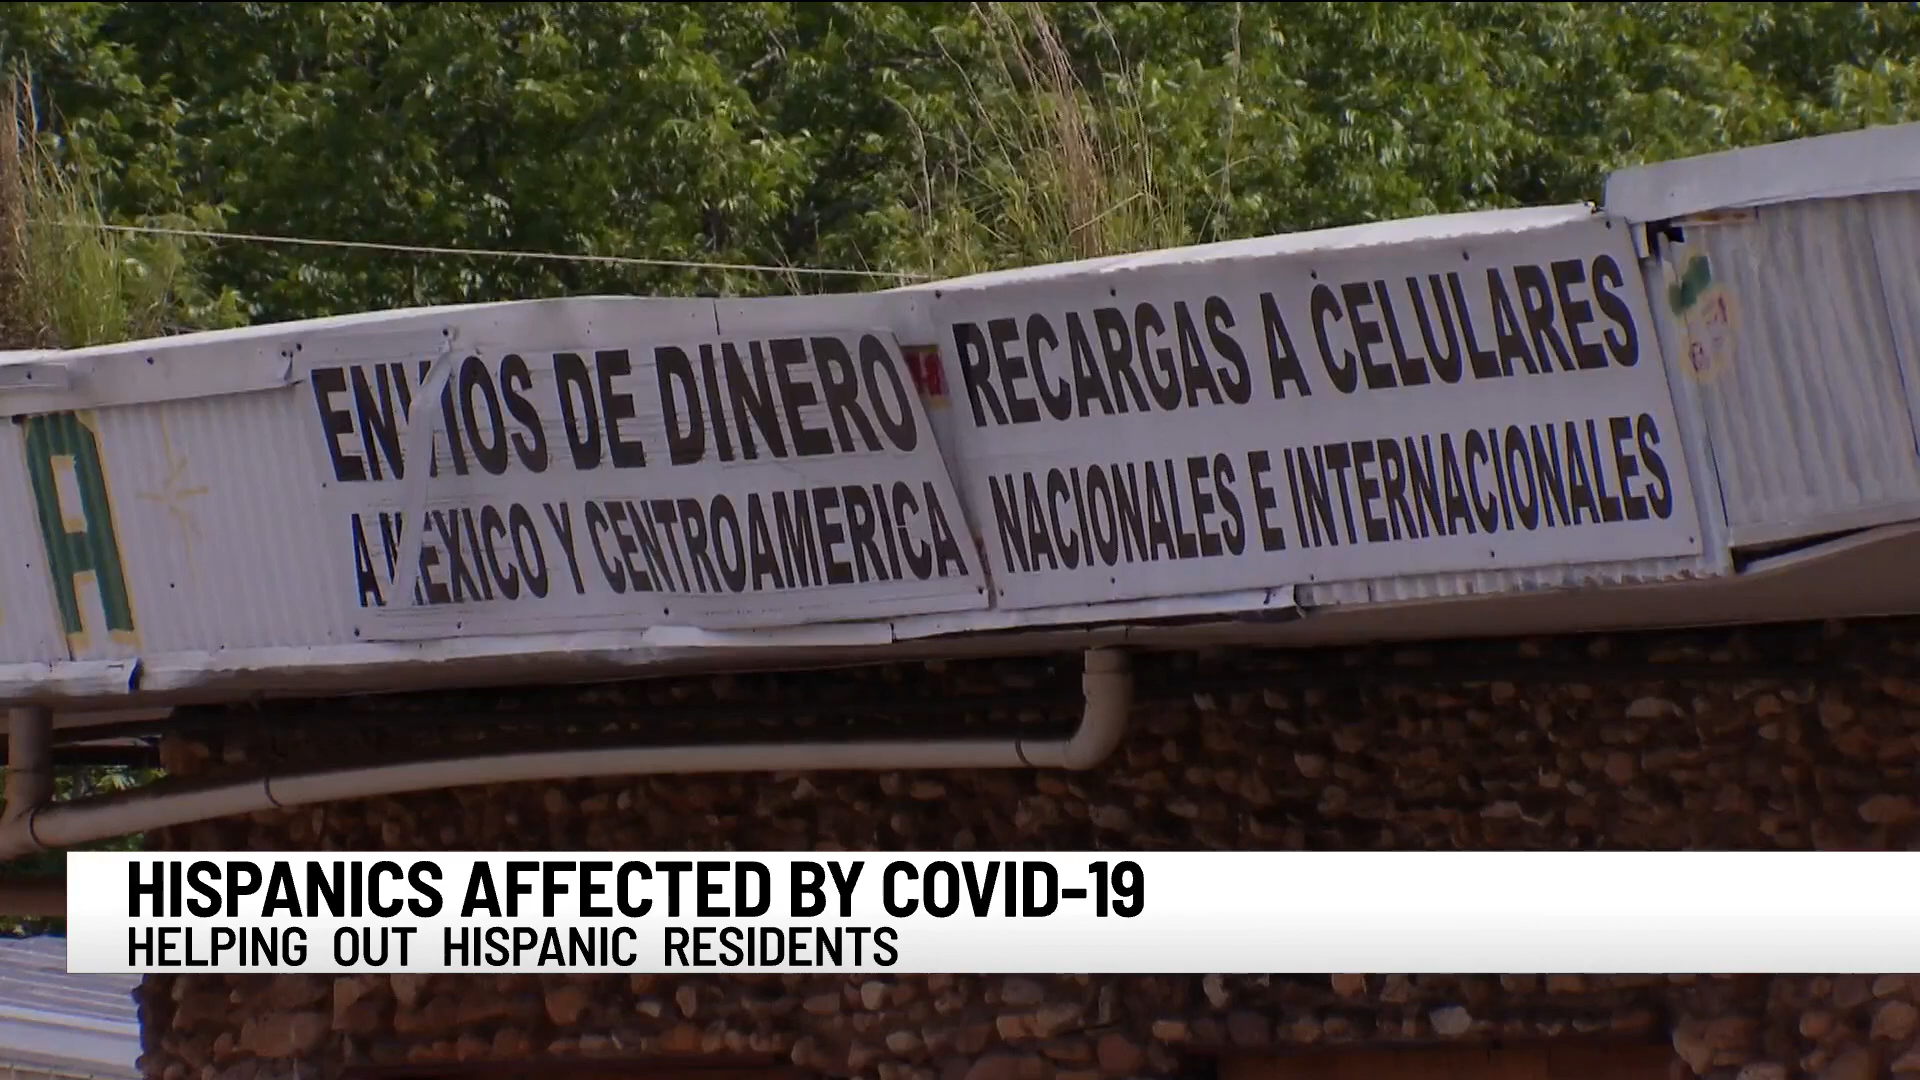 A
ENVIOS DE DINERO
A MEXICO Y CENTROAMERICA
RECARGAS A CELULARES
NACIONALES E INTERNACIONALES
HISPANICS AFFECTED BY COVID-19
HELPING OUT HISPANIC RESIDENTS